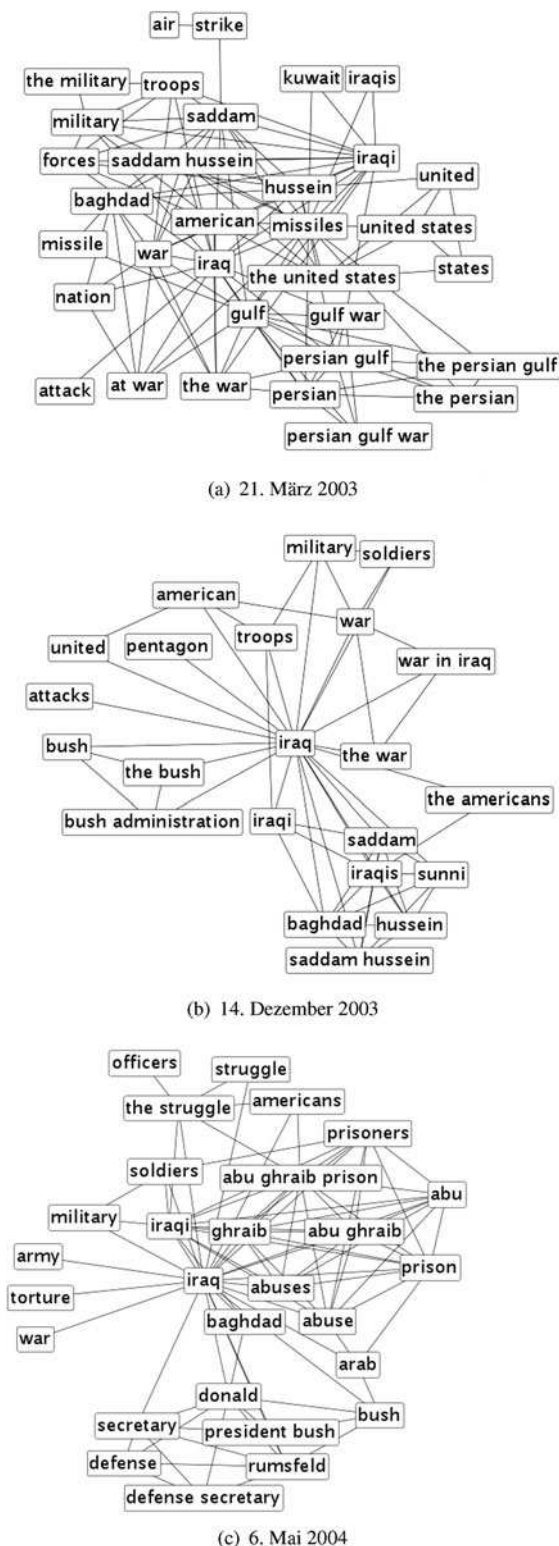 air strike
the military troops kuwait iraqis
military saddam
forces saddam hussein iraqi
baghdad hussein united
american missiles united states
missile war
iraq the united states states
nation gulf gulf war
persian gulf the persian gulf
attack at war the war persian the persian
persian gulf war
(a) 21. März 2003
military soldiers
american
troops war
united pentagon war in iraq
attacks
bush iraq the war
the bush
the americans
bush administration iraqi
saddam
iraqis sunni
baghdad hussein
saddam hussein
(b) 14. Dezember 2003
officers struggle
the struggle americans
prisoners
soldiers abu ghraib prison
abu
military iraqi ghraib abu ghraib
army prison
iraq abuses
torture
baghdad abuse
war
arab
donald
secretary president bush bush
defense rumsfeld
defense secretary
(c) 6. Mai 2004